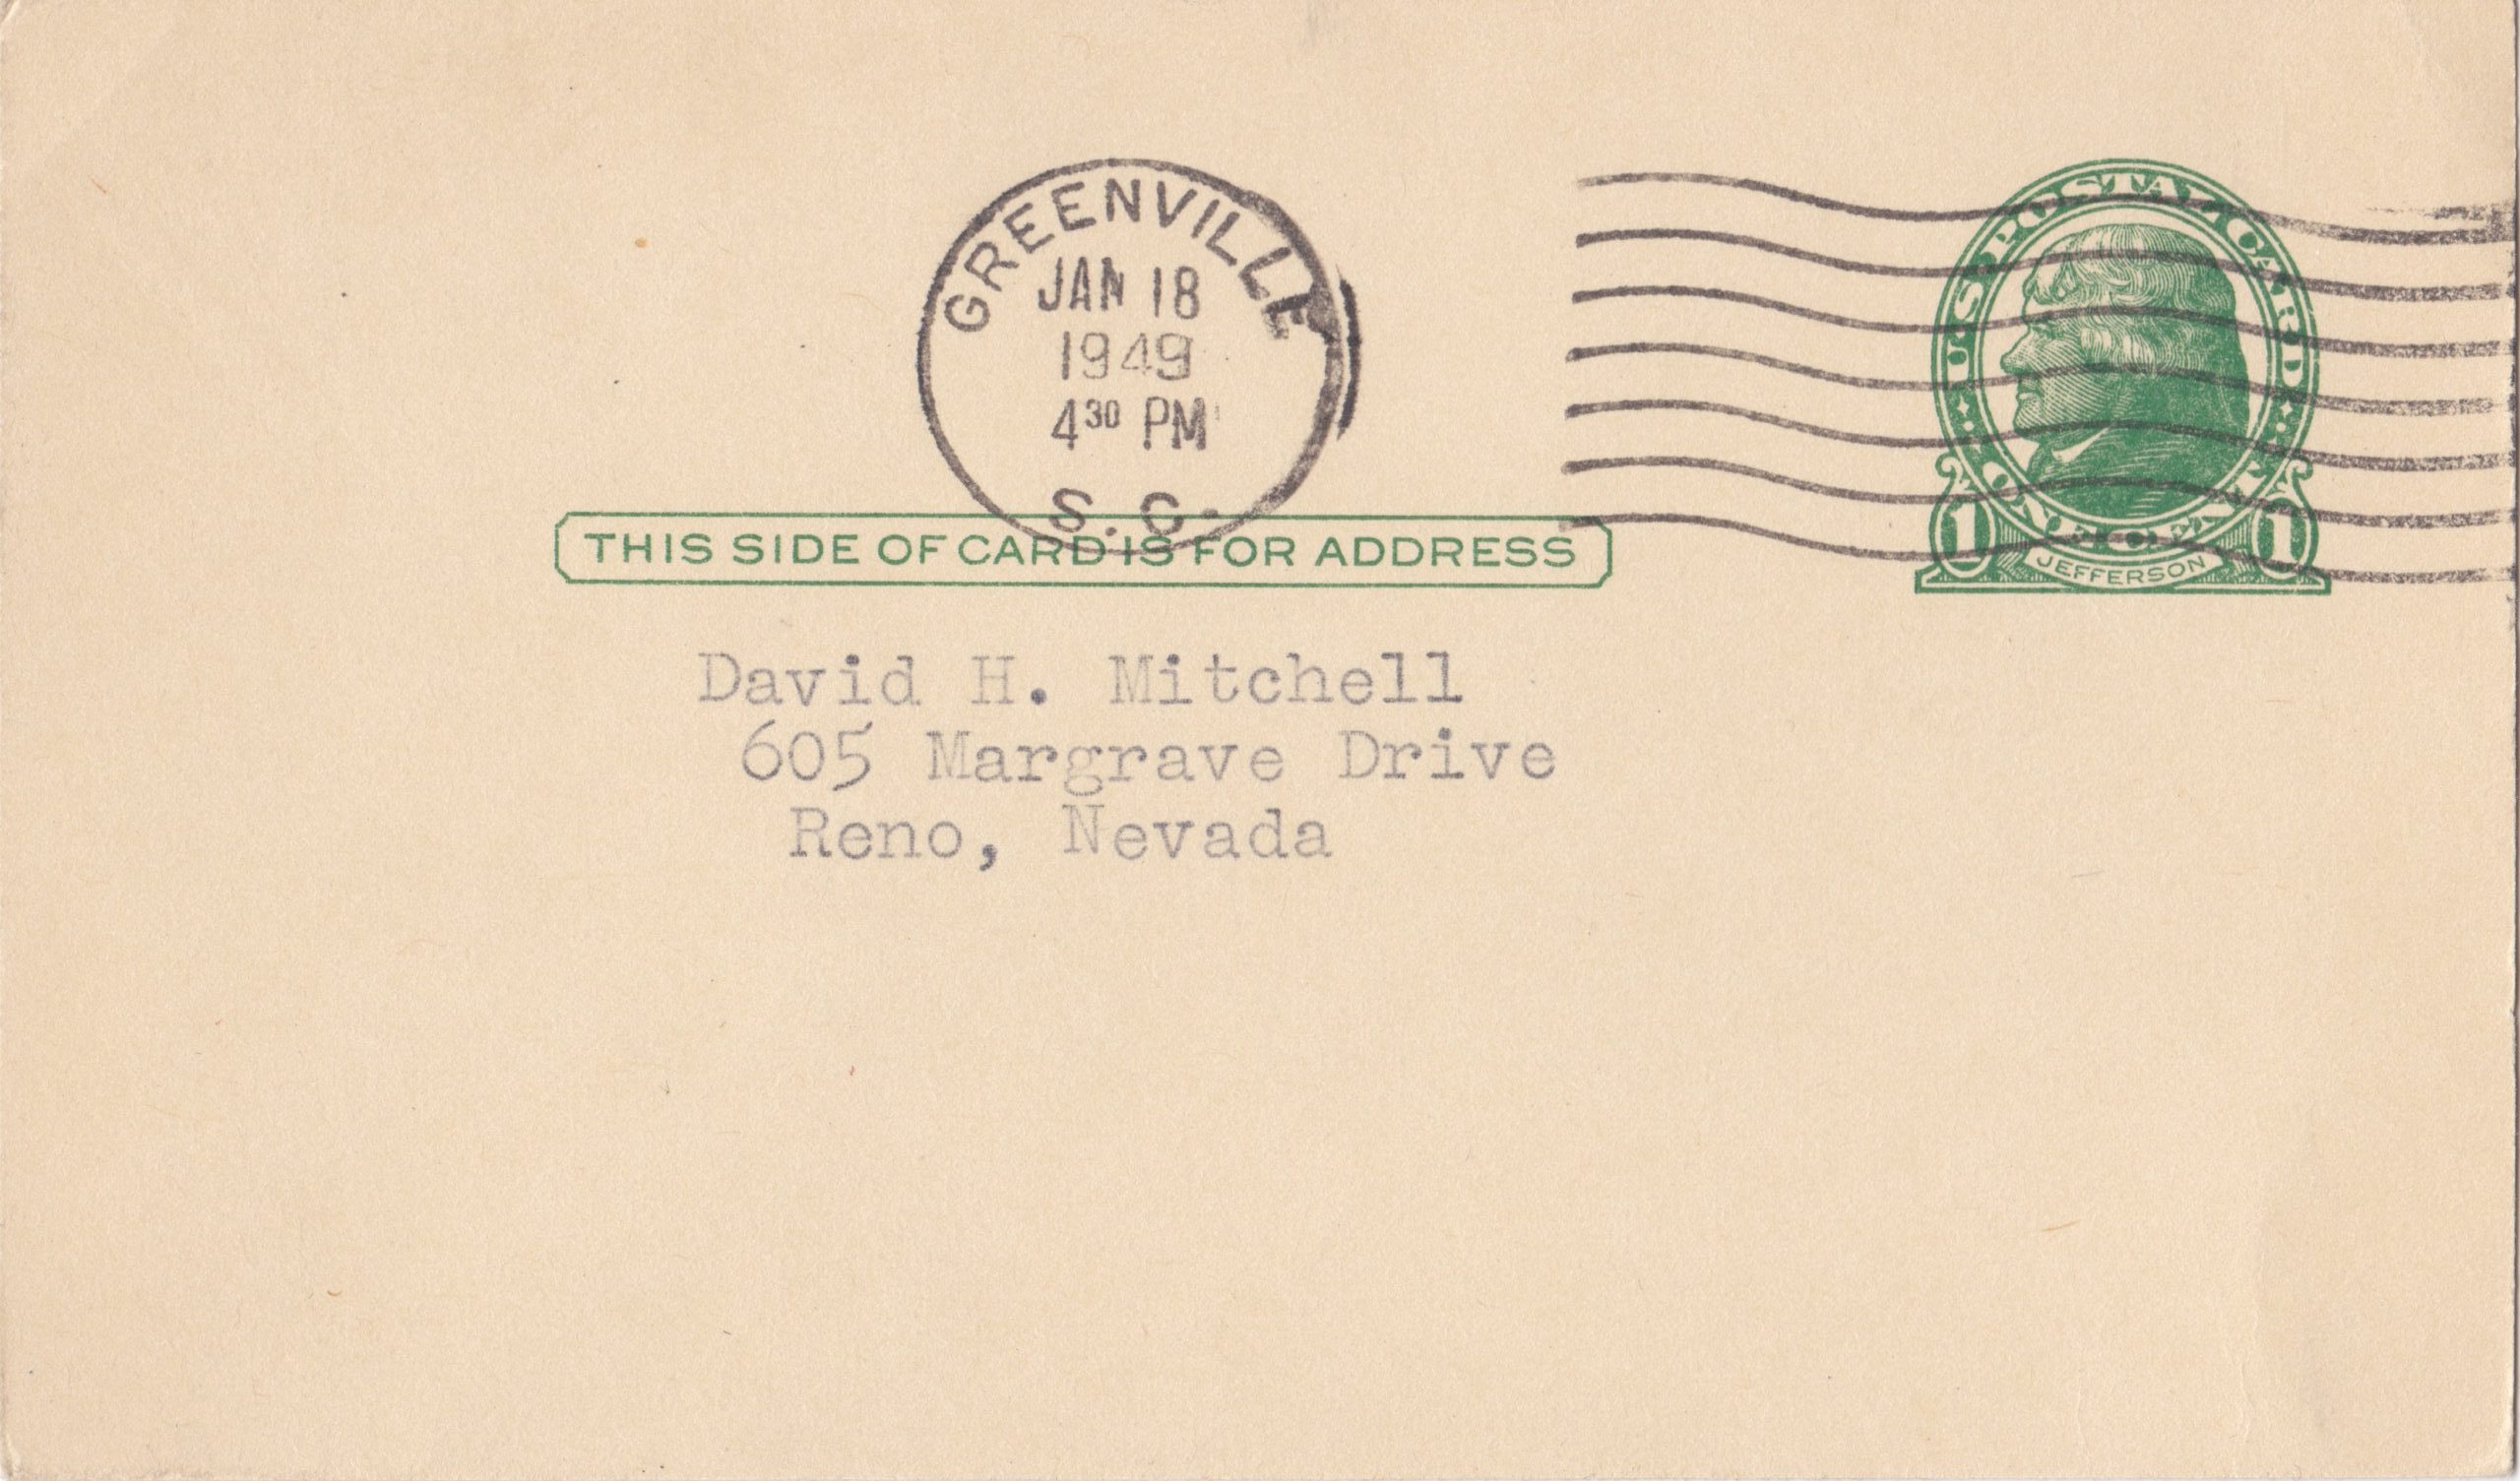 GREENVILLE
JAN 18
1949
4 30 PM
S. C.
U·S·POSTAL CARD
ONE CENT
1 1
JEFFERSON
THIS SIDE OF CARD IS FOR ADDRESS
David H. Mitchell
605 Margrave Drive
Reno, Nevada